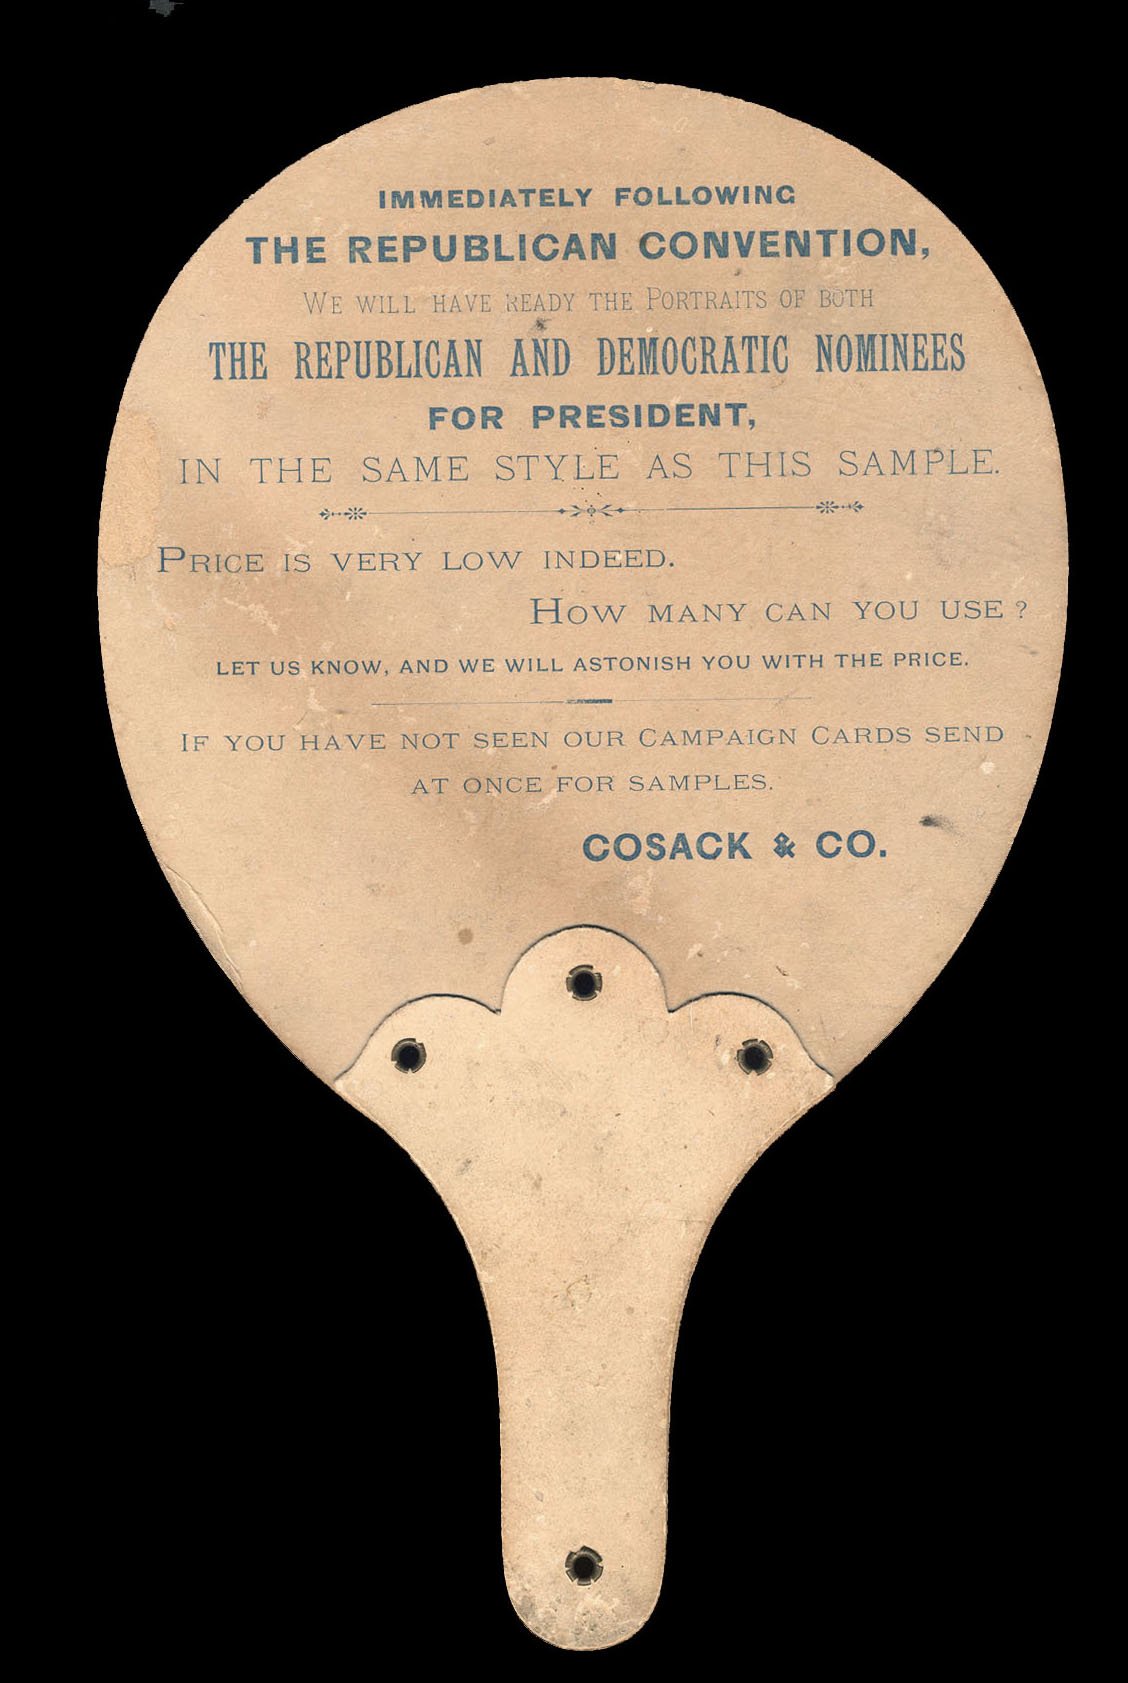 IMMEDIATELY FOLLOWING
THE REPUBLICAN CONVENTION,
WE WILL HAVE READY THE PORTRAITS OF BOTH
THE REPUBLICAN AND DEMOCRATIC NOMINEES
FOR PRESIDENT,
IN THE SAME STYLE AS THIS SAMPLE.
PRICE IS VERY LOW INDEED.
HOW MANY CAN YOU USE?
LET US KNOW, AND WE WILL ASTONISH YOU WITH THE PRICE.
IF YOU HAVE NOT SEEN OUR CAMPAIGN CARDS SEND
AT ONCE FOR SAMPLES.
COSACK & CO.